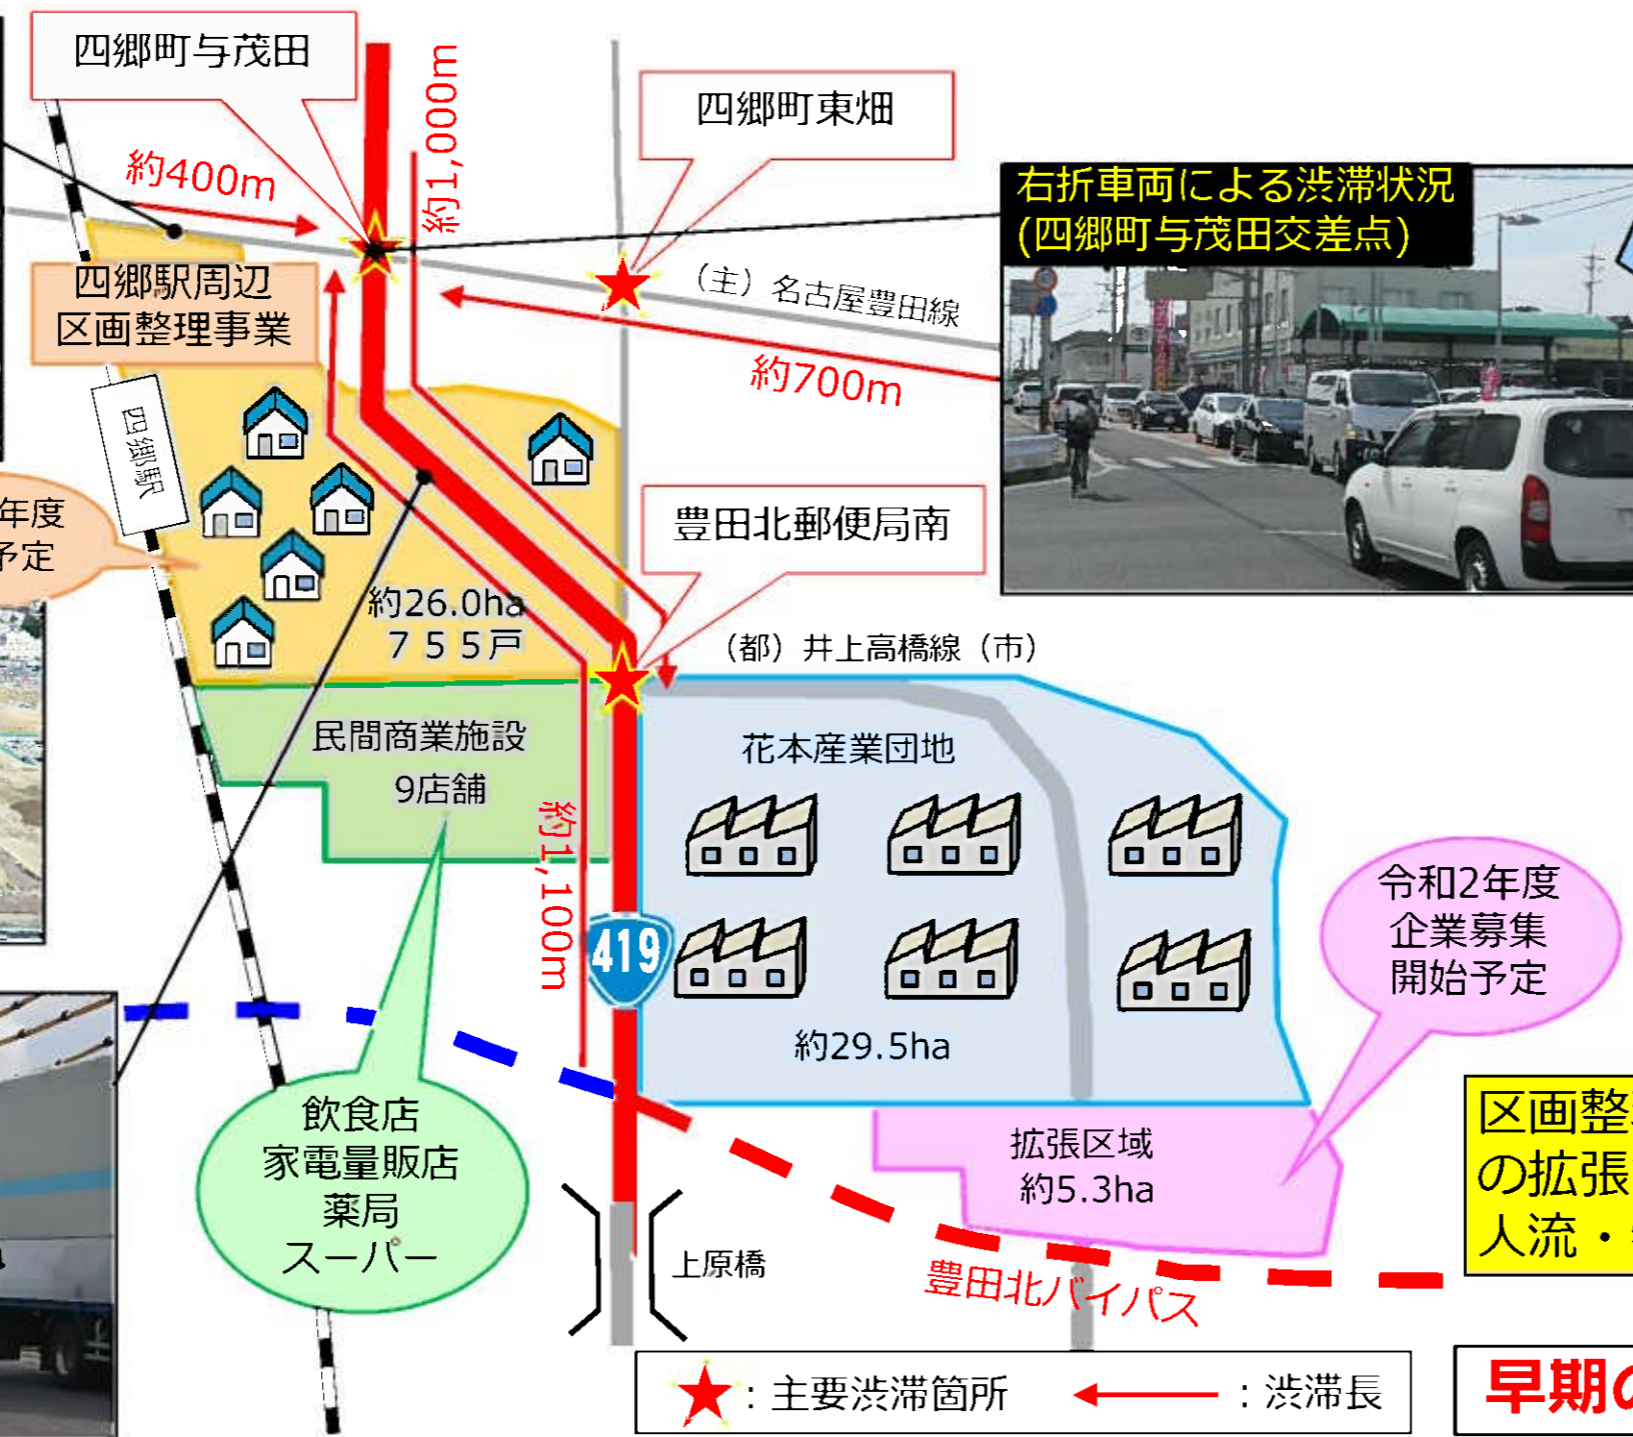 四郷町与茂田
約1,000m
四郷町東畑
約400m
右折車両による渋滞状況
(四郷町与茂田交差点)
(主)名古屋豊田線
四郷駅周辺
区画整理事業
約700m
四郷駅
年度
予定
豊田北郵便局南
約26.0ha
755戸
(都)井上高橋線(市)
民間商業施設
9店舗
花本産業団地
約1,100m
419
令和2年度
企業募集
開始予定
約29.5ha
飲食店
家電量販店
薬局
スーパー
拡張区域
約5.3ha
区画整
の拡張
人流・
上原橋
豊田北バイパス
:主要渋滞箇所
:渋滞長
早期の